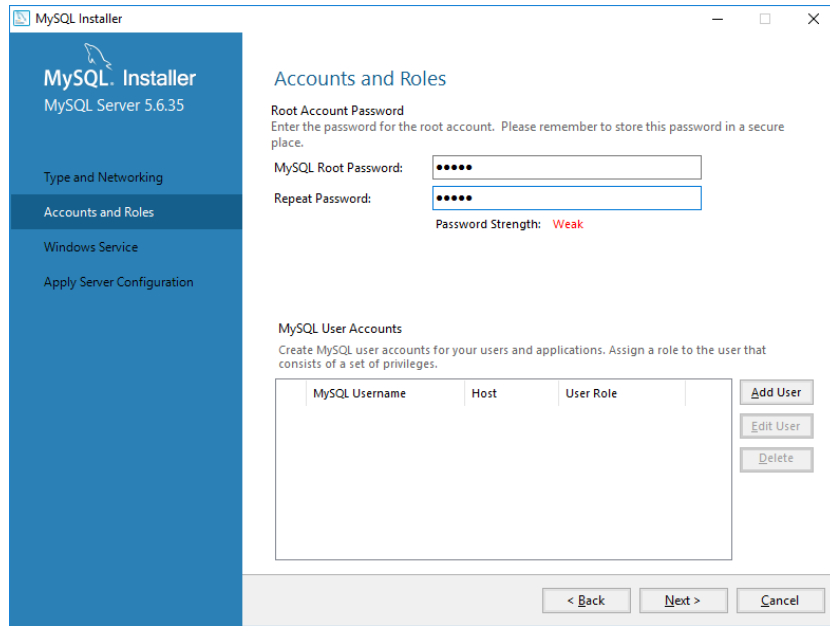 MySQL Installer
MySQL. Installer
MySQL Server 5.6.35
Type and Networking
Accounts and Roles
Windows Service
Apply Server Configuration
Accounts and Roles
Root Account Password
Enter the password for the root account. Please remember to store this password in a secure
place.
MySQL Root Password: ●●●●●
Repeat Password: ●●●●●
Password Strength: Weak
MySQL User Accounts
Create MySQL user accounts for your users and applications. Assign a role to the user that
consists of a set of privileges.
MySQL Username Host User Role
Add User
Edit User
Delete
< Back Next > Cancel